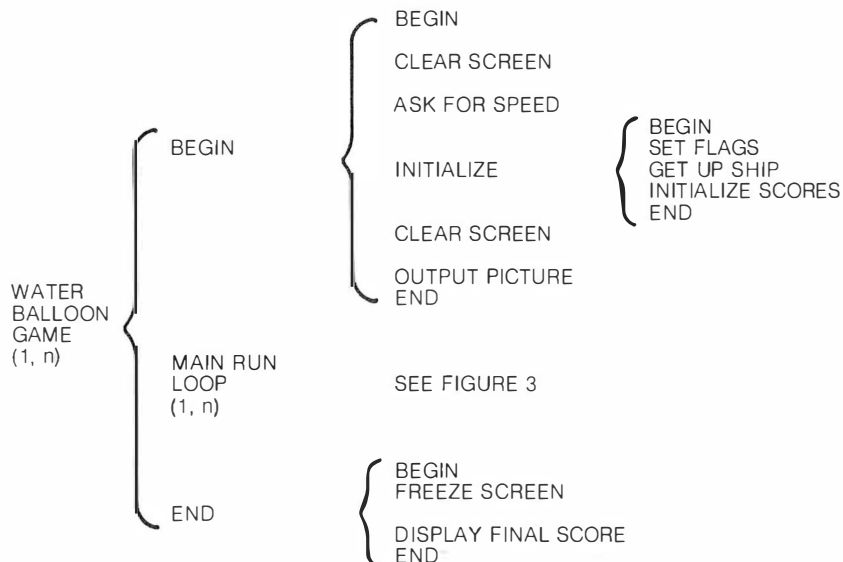 WATER
BALLOON
GAME
(1, n)
BEGIN
BEGIN
CLEAR SCREEN
ASK FOR SPEED
INITIALIZE
BEGIN
SET FLAGS
GET UP SHIP
INITIALIZE SCORES
END
CLEAR SCREEN
OUTPUT PICTURE
END
MAIN RUN
LOOP
(1, n)
SEE FIGURE 3
END
BEGIN
FREEZE SCREEN
DISPLAY FINAL SCORE
END